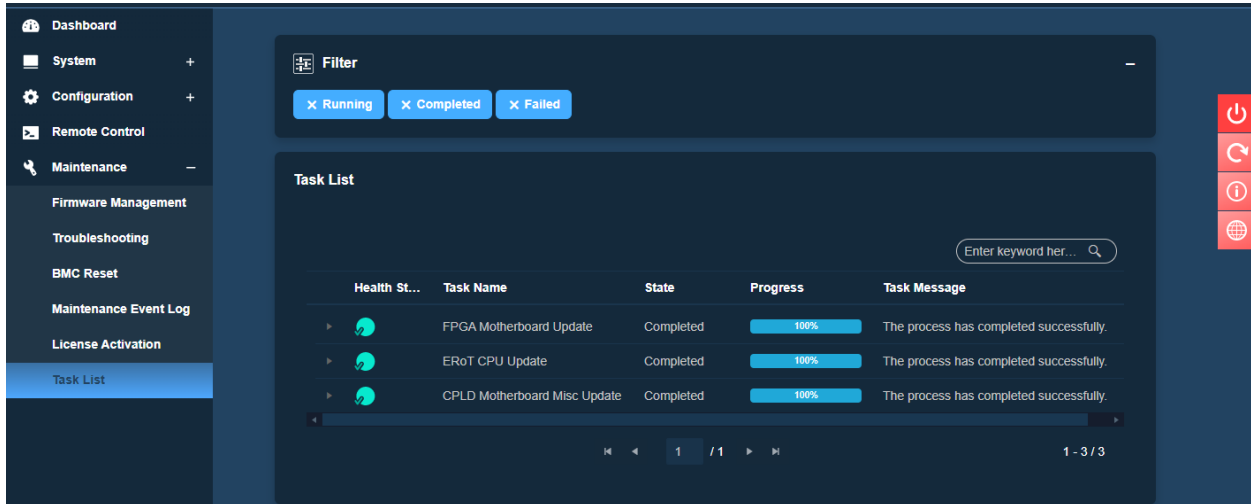 Dashboard
System +
Configuration +
Remote Control
Maintenance –
Firmware Management
Troubleshooting
BMC Reset
Maintenance Event Log
License Activation
Task List
Filter –
× Running × Completed × Failed
Task List
Enter keyword her...
Health St... Task Name State Progress Task Message
FPGA Motherboard Update Completed 100% The process has completed successfully.
ERoT CPU Update Completed 100% The process has completed successfully.
CPLD Motherboard Misc Update Completed 100% The process has completed successfully.
1 / 1 1 - 3 / 3